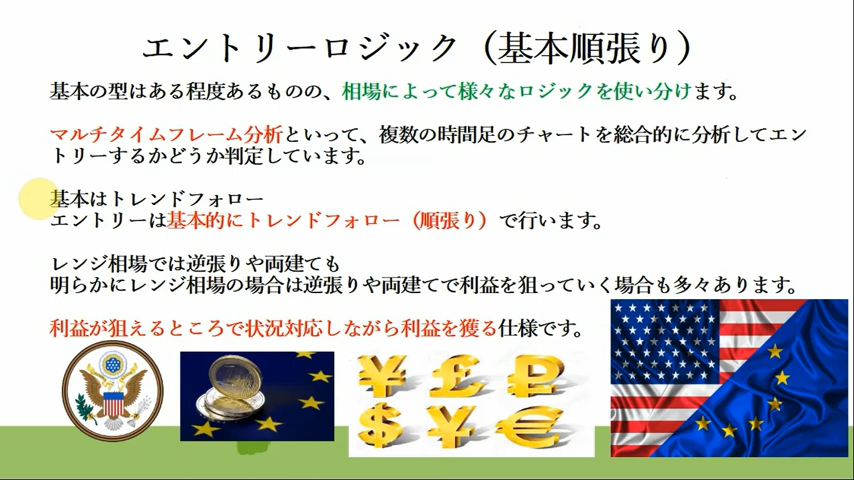 エントリーロジック（基本順張り）
基本の型はある程度あるものの、相場によって様々なロジックを使い分けます。
マルチタイムフレーム分析といって、複数の時間足のチャートを総合的に分析してエン
トリーするかどうか判定しています。
基本はトレンドフォロー
エントリーは基本的にトレンドフォロー（順張り）で行います。
レンジ相場では逆張りや両建ても
明らかにレンジ相場の場合は逆張りや両建てで利益を狙っていく場合も多々あります。
利益が狙えるところで状況対応しながら利益を獲る仕様です。
¥ £ ₽
$ ¥ €